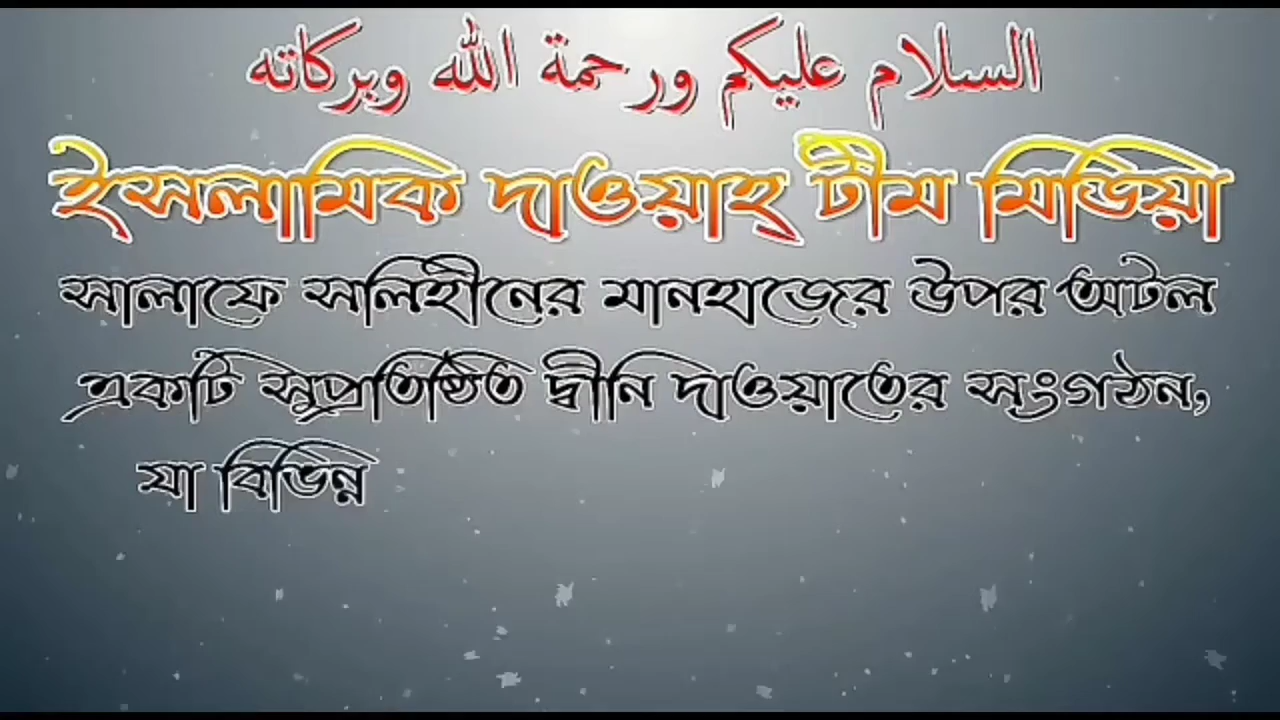 السلام عليكم ورحمة الله وبركاته
ইসলামিক দাওয়াহ্ টীম মিডিয়া
সালাফে সলিহীনের মানহাজের উপর অটল
একটি সুপ্রতিষ্ঠিত দ্বীনি দাওয়াতের সংগঠন,
যা বিভিন্ন